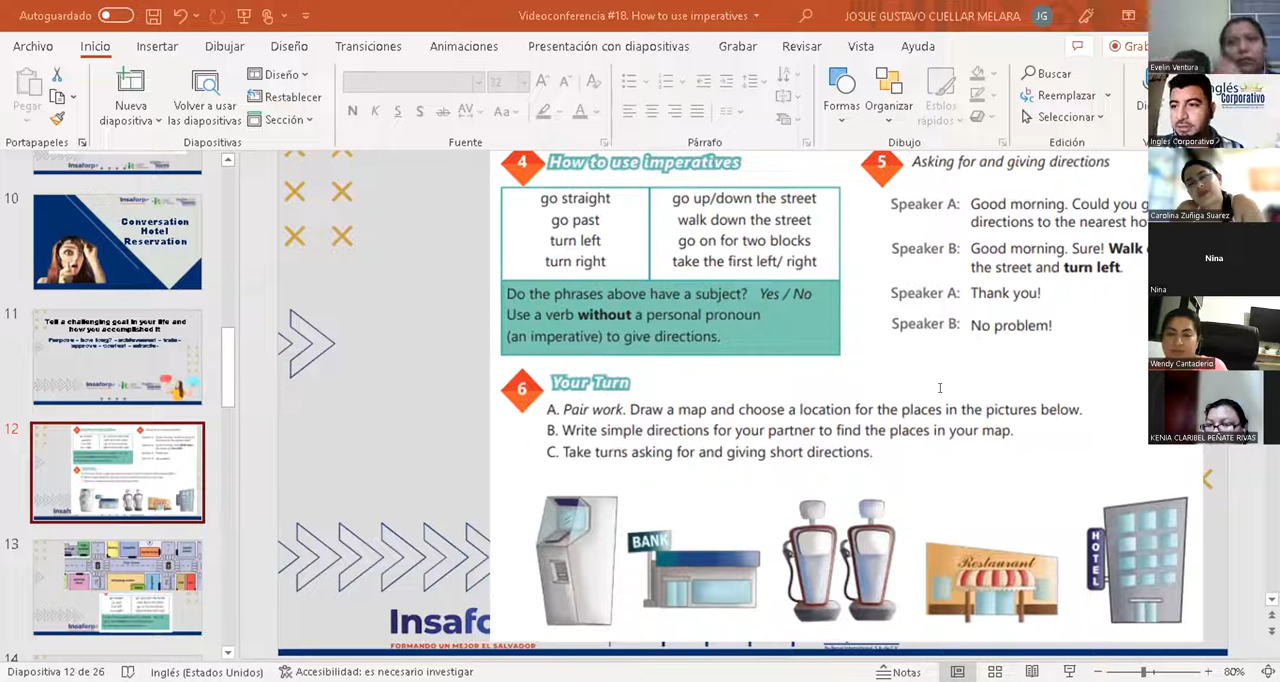 Autoguardado
Videoconferencia #18. How to use imperatives
JOSUE GUSTAVO CUELLAR MELARA
JG
Archivo
Inicio
Insertar
Dibujar
Diseño
Transiciones
Animaciones
Presentación con diapositivas
Grabar
Revisar
Vista
Ayuda
Grab
Pegar
Nueva
diapositiva
Volver a usar
las diapositivas
Diseño
Restablecer
Sección
32
N K S S ab AV Aa A
Formas
Organizar
Estilos
rápidos
Buscar
Reemplazar
Seleccionar
Portapapeles
Diapositivas
Fuente
Párrafo
Dibujo
Edición
Evelin Ventura
Inglés
Corporativo
Inglés Corporativo
Carolina Zuñiga Suarez
Nina
Nina
Wendy Cantaderio
KENIA CLARIBEL PEÑATE RIVAS
10
Conversation
Hotel
Reservation
11
Tell a challenging goal in your life and
how you accomplished it
12
13
14
4 How to use imperatives
go straight
go past
turn left
turn right
go up/down the street
walk down the street
go on for two blocks
take the first left/ right
Do the phrases above have a subject? Yes / No
Use a verb without a personal pronoun
(an imperative) to give directions.
5 Asking for and giving directions
Speaker A: Good morning. Could you g
directions to the nearest ho
Speaker B: Good morning. Sure! Walk
the street and turn left.
Speaker A: Thank you!
Speaker B: No problem!
6 Your Turn
A. Pair work. Draw a map and choose a location for the places in the pictures below.
B. Write simple directions for your partner to find the places in your map.
C. Take turns asking for and giving short directions.
BANK
Restaurant
HOTEL
Insafo
FORMANDO UN MEJOR EL SALVADOR
Diapositiva 12 de 26
Inglés (Estados Unidos)
Accesibilidad: es necesario investigar
Notas
80%